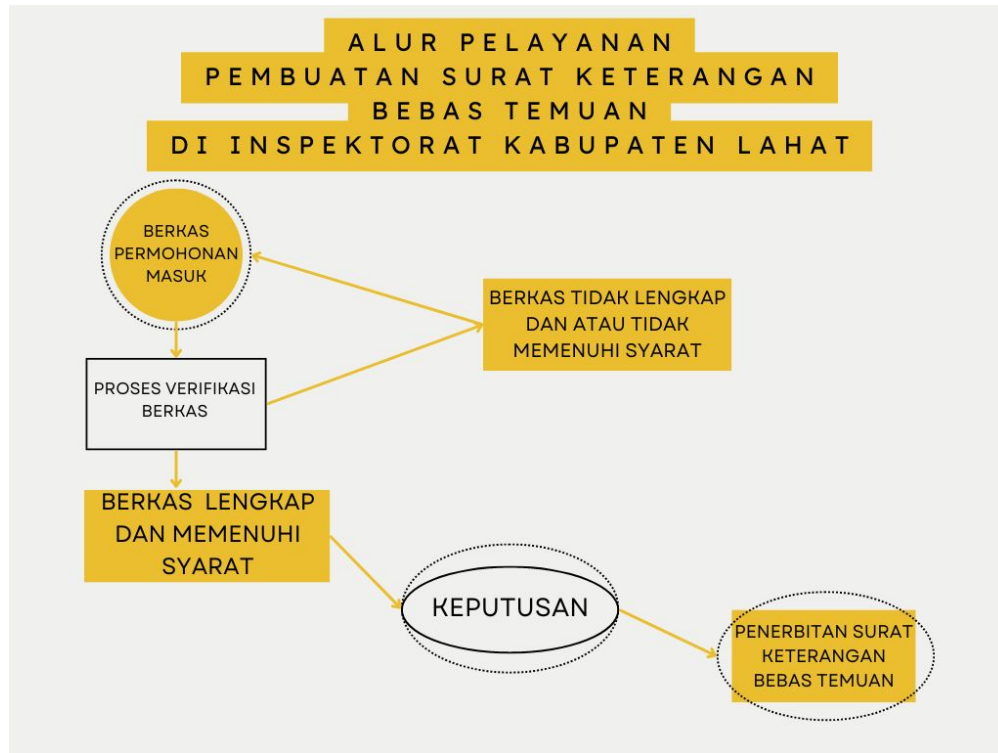 ALUR PELAYANAN
PEMBUATAN SURAT KETERANGAN
BEBAS TEMUAN
DI INSPEKTORAT KABUPATEN LAHAT
BERKAS
PERMOHONAN
MASUK
BERKAS TIDAK LENGKAP
DAN ATAU TIDAK
MEMENUHI SYARAT
PROSES VERIFIKASI
BERKAS
BERKAS LENGKAP
DAN MEMENUHI
SYARAT
KEPUTUSAN
PENERBITAN SURAT
KETERANGAN
BEBAS TEMUAN